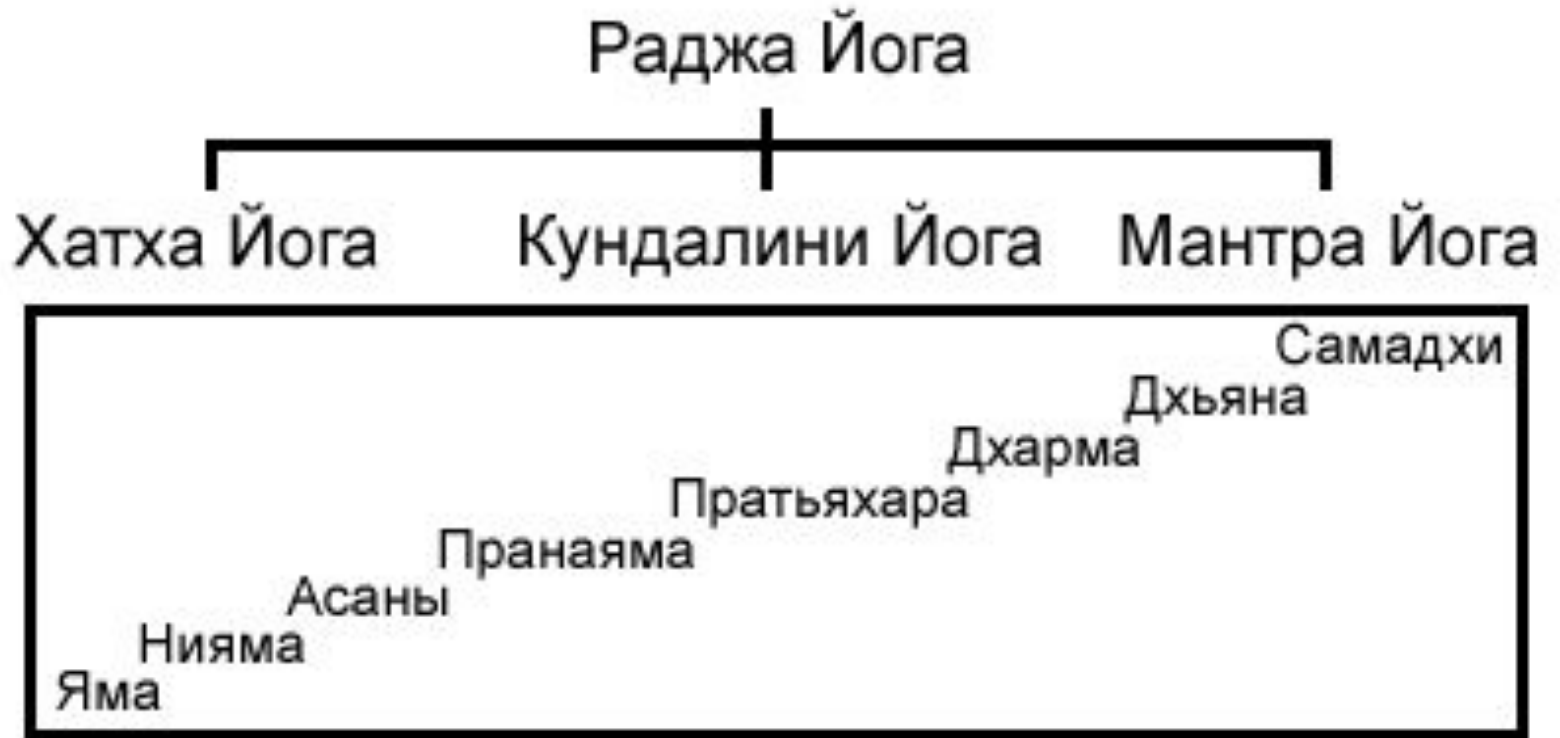 Раджа Йога
Хатха Йога Кундалини Йога Мантра Йога
Самадхи
Дхьяна
Дхарма
Пратьяхара
Пранаяма
Асаны
Нияма
Яма